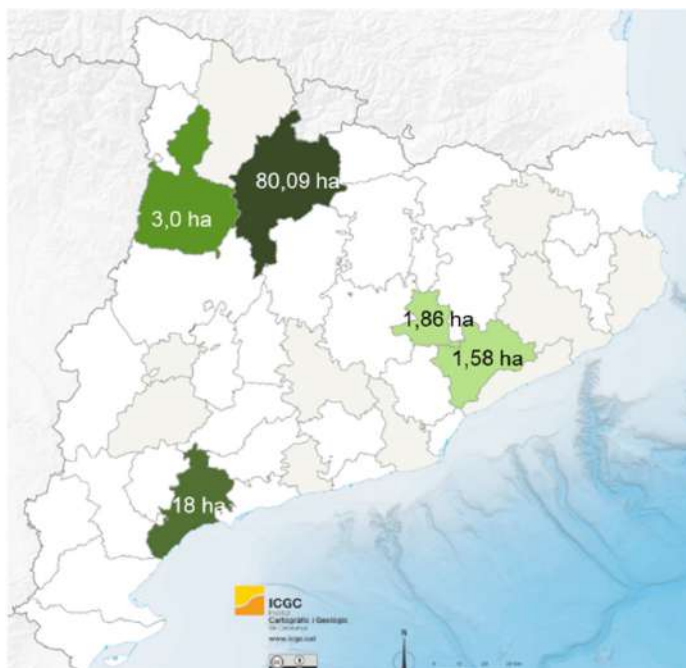 80,09 ha
3,0 ha
1,86 ha
1,58 ha
18 ha
ICGC
Institut
Cartogràfic i Geològic
de Catalunya
www.icgc.cat
N